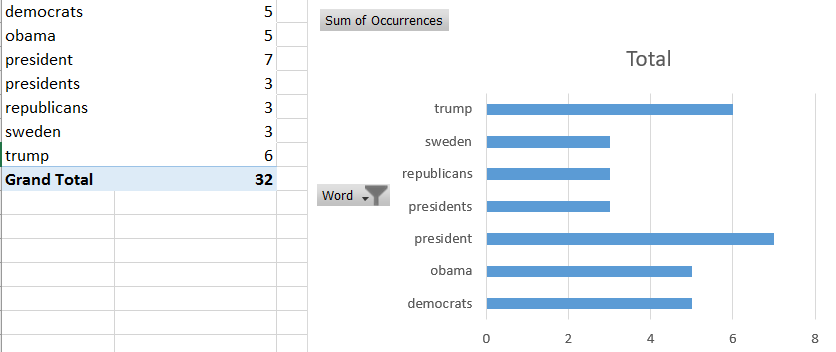 democrats 5
obama 5
president 7
presidents 3
republicans 3
sweden 3
trump 6
Grand Total 32
Sum of Occurrences
Total
Word
trump
sweden
republicans
presidents
president
obama
democrats
0 2 4 6 8